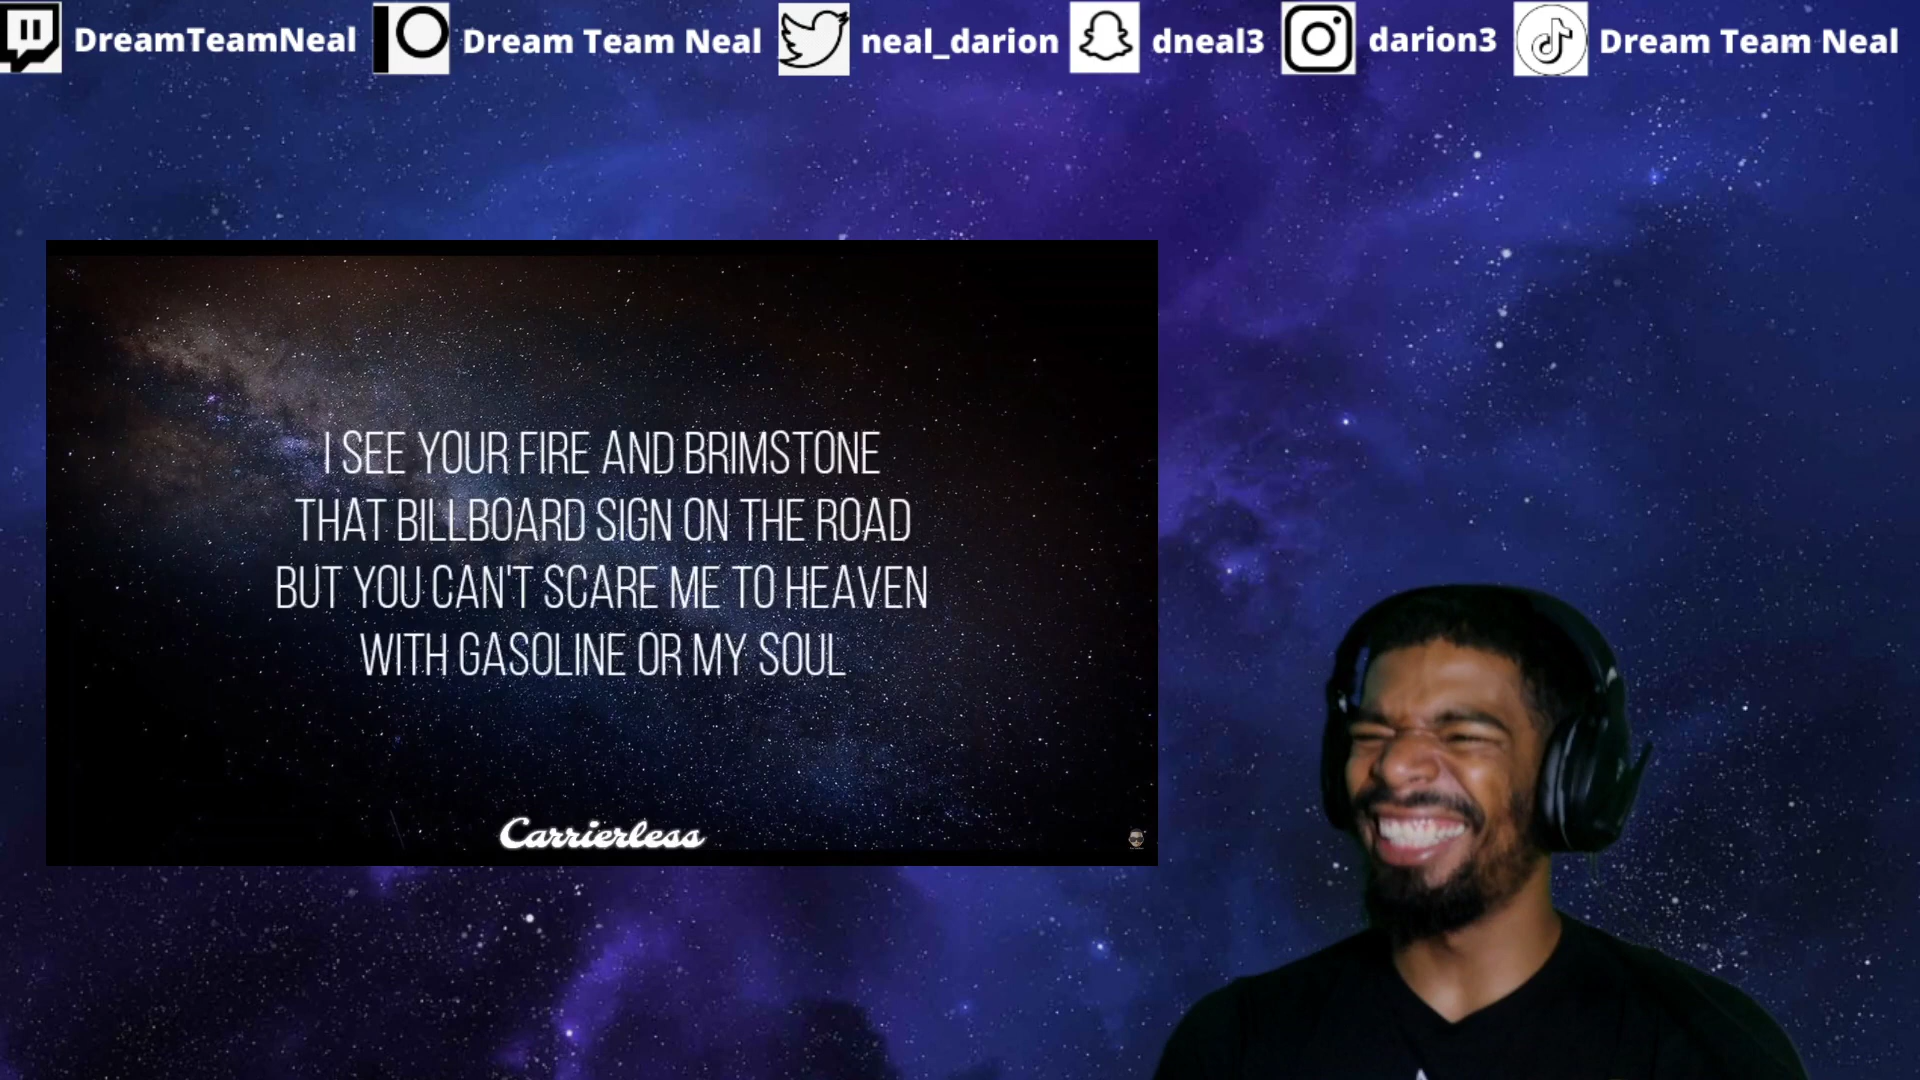 DreamTeamNeal Dream Team Neal neal_darion dneal3 darion3 Dream Team Neal
I SEE YOUR FIRE AND BRIMSTONE
THAT BILLBOARD SIGN ON THE ROAD
BUT YOU CAN'T SCARE ME TO HEAVEN
WITH GASOLINE OR MY SOUL
Carrierless